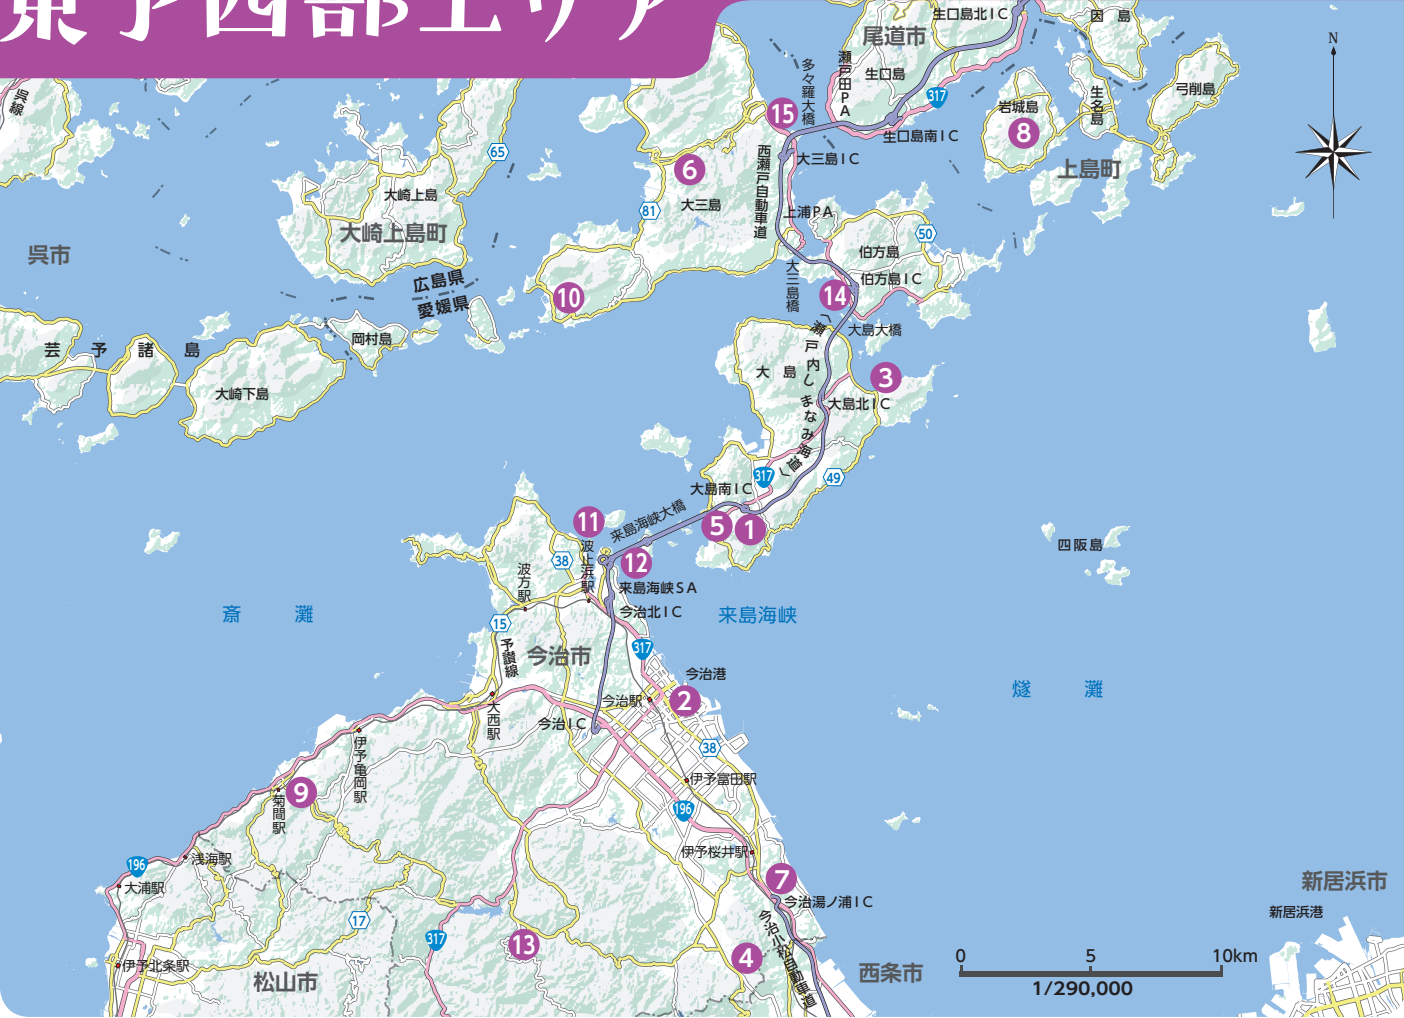 東予西部エリア
生口島北IC
因島
尾道市
多々羅大橋
瀬戸田PA
生口島
317
弓削島
生名島
岩城島
呉線
15
8
生口島南IC
65
大三島IC
西瀬戸自動車道
上島町
6
大崎上島
大三島
81
上浦PA
50
大崎上島町
呉市
伯方島
大三島橋
伯方島IC
広島県
愛媛県
10
14
大島大橋
岡村島
芸予諸島
(瀬戸内しまなみ海道)
大島
3
大崎下島
大島北IC
317
49
大島南IC
来島海峡大橋
11
5
1
四阪島
波止浜駅
38
12
波方駅
来島海峡SA
今治北IC
斎灘
来島海峡
15
予讃線
今治市
317
今治港
燧灘
今治駅
2
大西駅
今治IC
38
伊予亀岡駅
伊予富田駅
9
菊間駅
196
伊予桜井駅
浅海駅
196
大浦駅
7
今治湯ノ浦IC
新居浜市
新居浜港
17
317
13
今治小松自動車道
4
伊予北条駅
松山市
西条市
N
0 5 10km
1/290,000